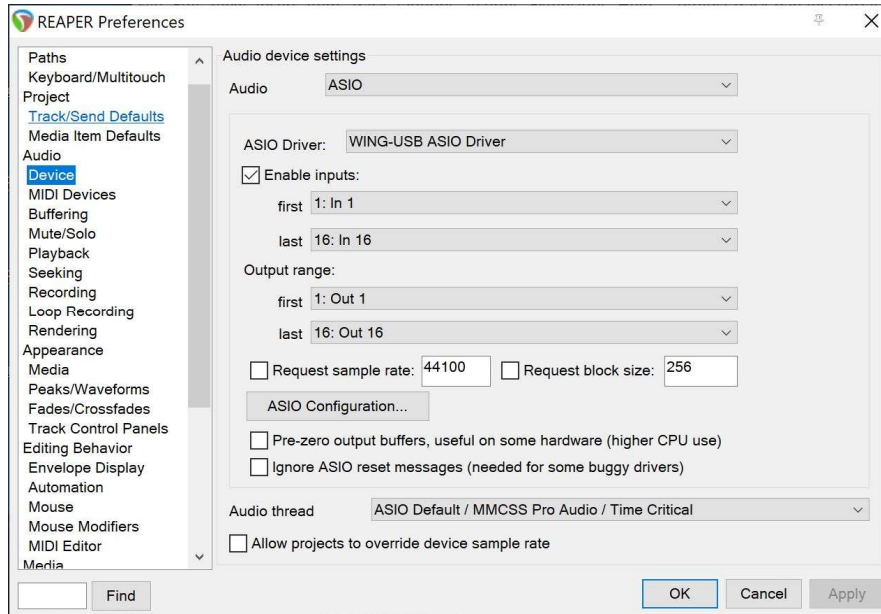 REAPER Preferences
Paths
Keyboard/Multitouch
Project
Track/Send Defaults
Media Item Defaults
Audio
Device
MIDI Devices
Buffering
Mute/Solo
Playback
Seeking
Recording
Loop Recording
Rendering
Appearance
Media
Peaks/Waveforms
Fades/Crossfades
Track Control Panels
Editing Behavior
Envelope Display
Automation
Mouse
Mouse Modifiers
MIDI Editor
Media
Find
Audio device settings
Audio ASIO
ASIO Driver: WING-USB ASIO Driver
Enable inputs:
first 1: In 1
last 16: In 16
Output range:
first 1: Out 1
last 16: Out 16
Request sample rate: 44100 Request block size: 256
ASIO Configuration...
Pre-zero output buffers, useful on some hardware (higher CPU use)
Ignore ASIO reset messages (needed for some buggy drivers)
Audio thread ASIO Default / MMCSS Pro Audio / Time Critical
Allow projects to override device sample rate
OK Cancel Apply